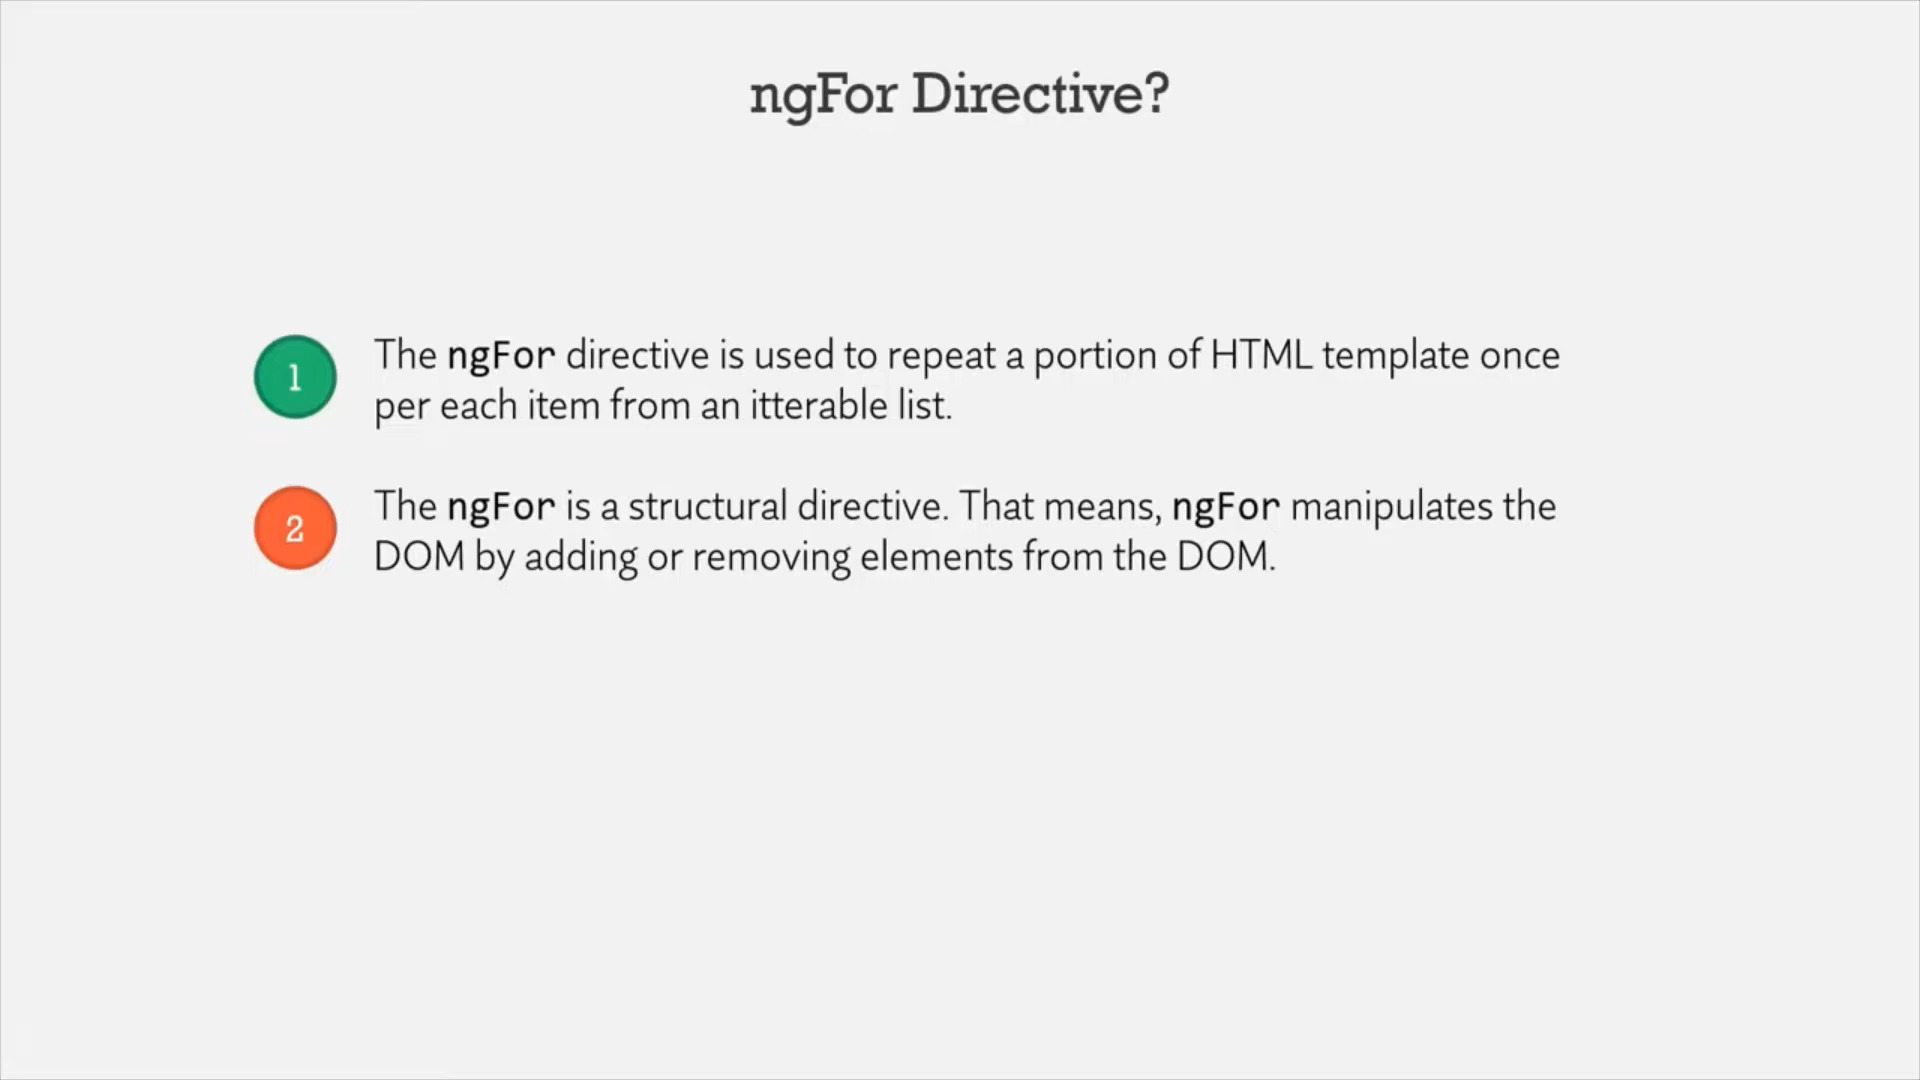 ngFor Directive?
1
The ngFor directive is used to repeat a portion of HTML template once
per each item from an itterable list.
2
The ngFor is a structural directive. That means, ngFor manipulates the
DOM by adding or removing elements from the DOM.